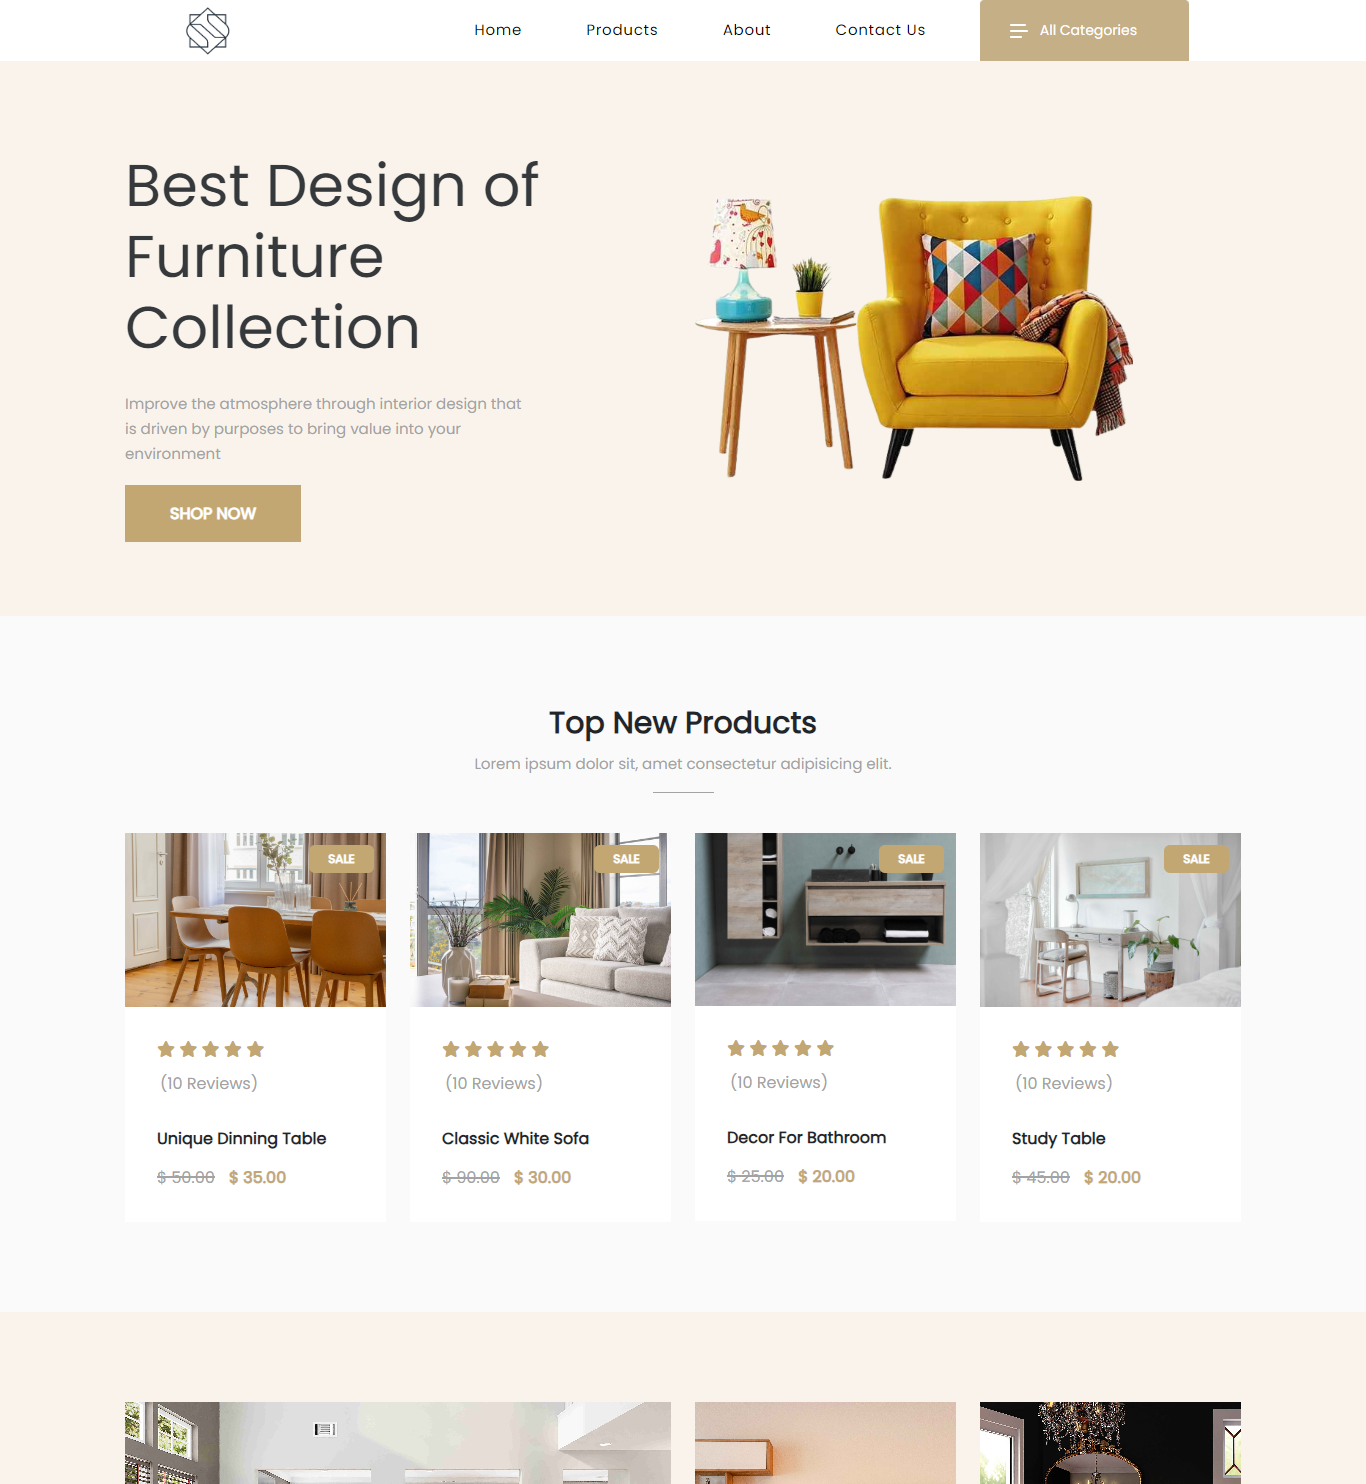 Home Products About Contact Us All Categories
Best Design of
Furniture
Collection
Improve the atmosphere through interior design that
is driven by purposes to bring value into your
environment
SHOP NOW
Top New Products
Lorem ipsum dolor sit, amet consectetur adipisicing elit.
SALE SALE SALE SALE
(10 Reviews) (10 Reviews) (10 Reviews) (10 Reviews)
Unique Dinning Table Classic White Sofa Decor For Bathroom Study Table
$ 50.00 $ 35.00 $ 90.00 $ 30.00 $ 25.00 $ 20.00 $ 45.00 $ 20.00